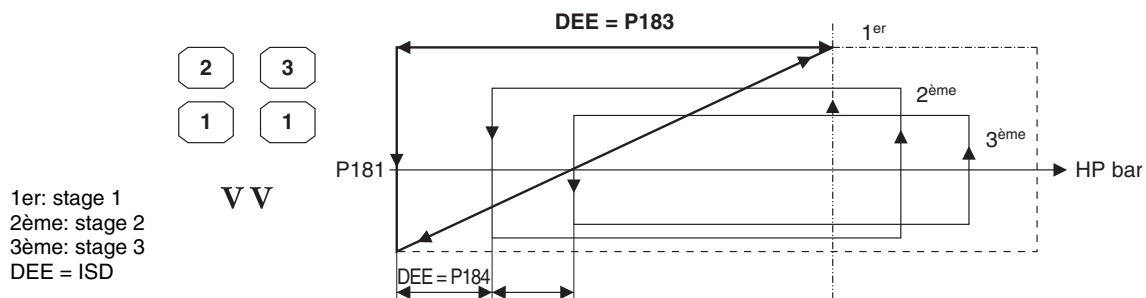 DEE = P183
1er
2 3
1 1
2ème
3ème
P181
HP bar
V V
1er: stage 1
2ème: stage 2
3ème: stage 3
DEE = ISD
DEE = P184